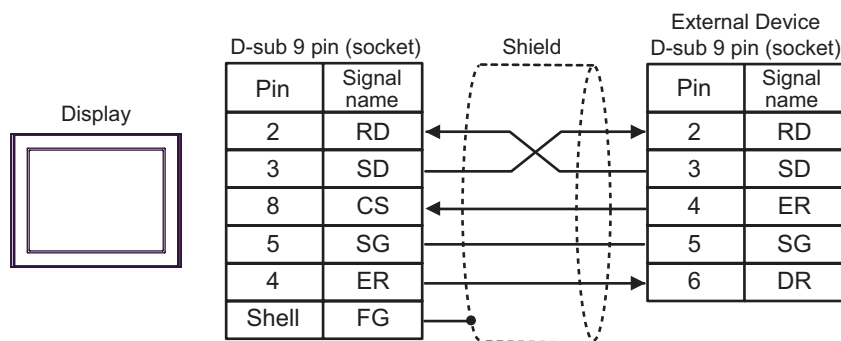 External Device
D-sub 9 pin (socket) Shield D-sub 9 pin (socket)
Display
Pin Signal name Pin Signal name
2 RD 2 RD
3 SD 3 SD
8 CS 4 ER
5 SG 5 SG
4 ER 6 DR
Shell FG